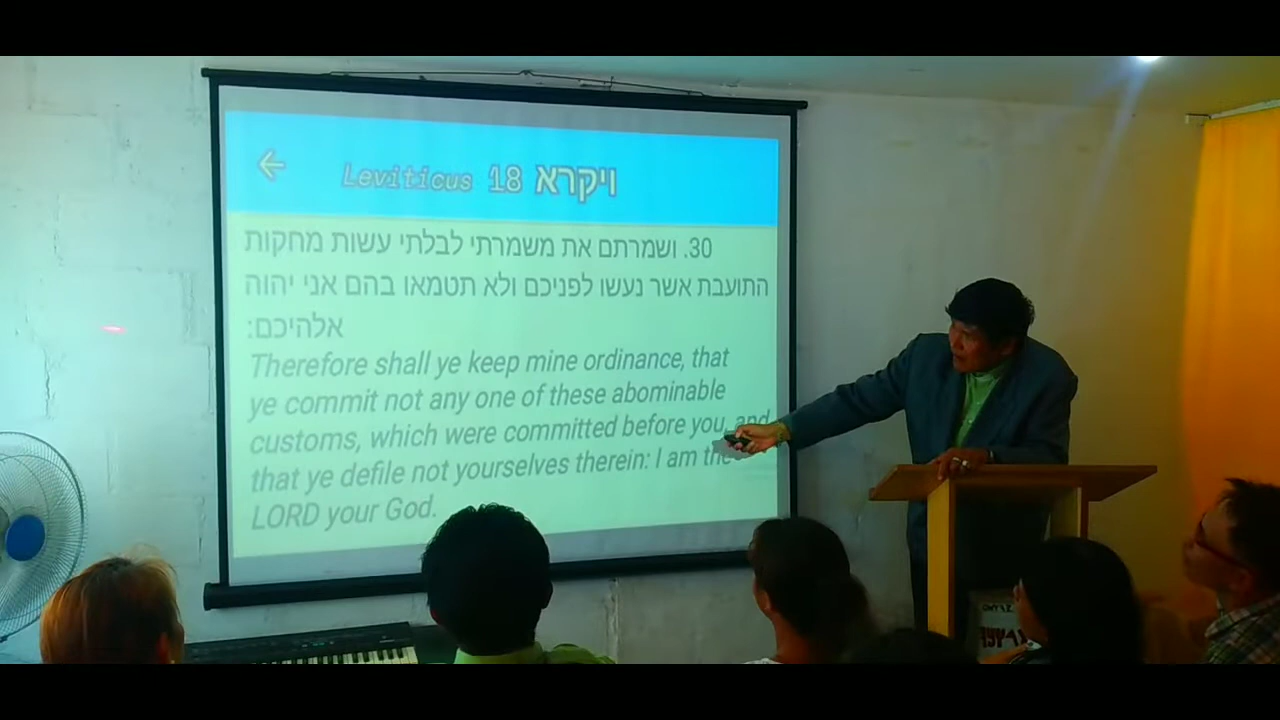 Leviticus 18 ויקרא
30. ושמרתם את משמרתי לבלתי עשות מחקות
התועבת אשר נעשו לפניכם ולא תטמאו בהם אני יהוה
אלהיכם:
Therefore shall ye keep mine ordinance, that
ye commit not any one of these abominable
customs, which were committed before you, and
that ye defile not yourselves therein: I am the
LORD your God.